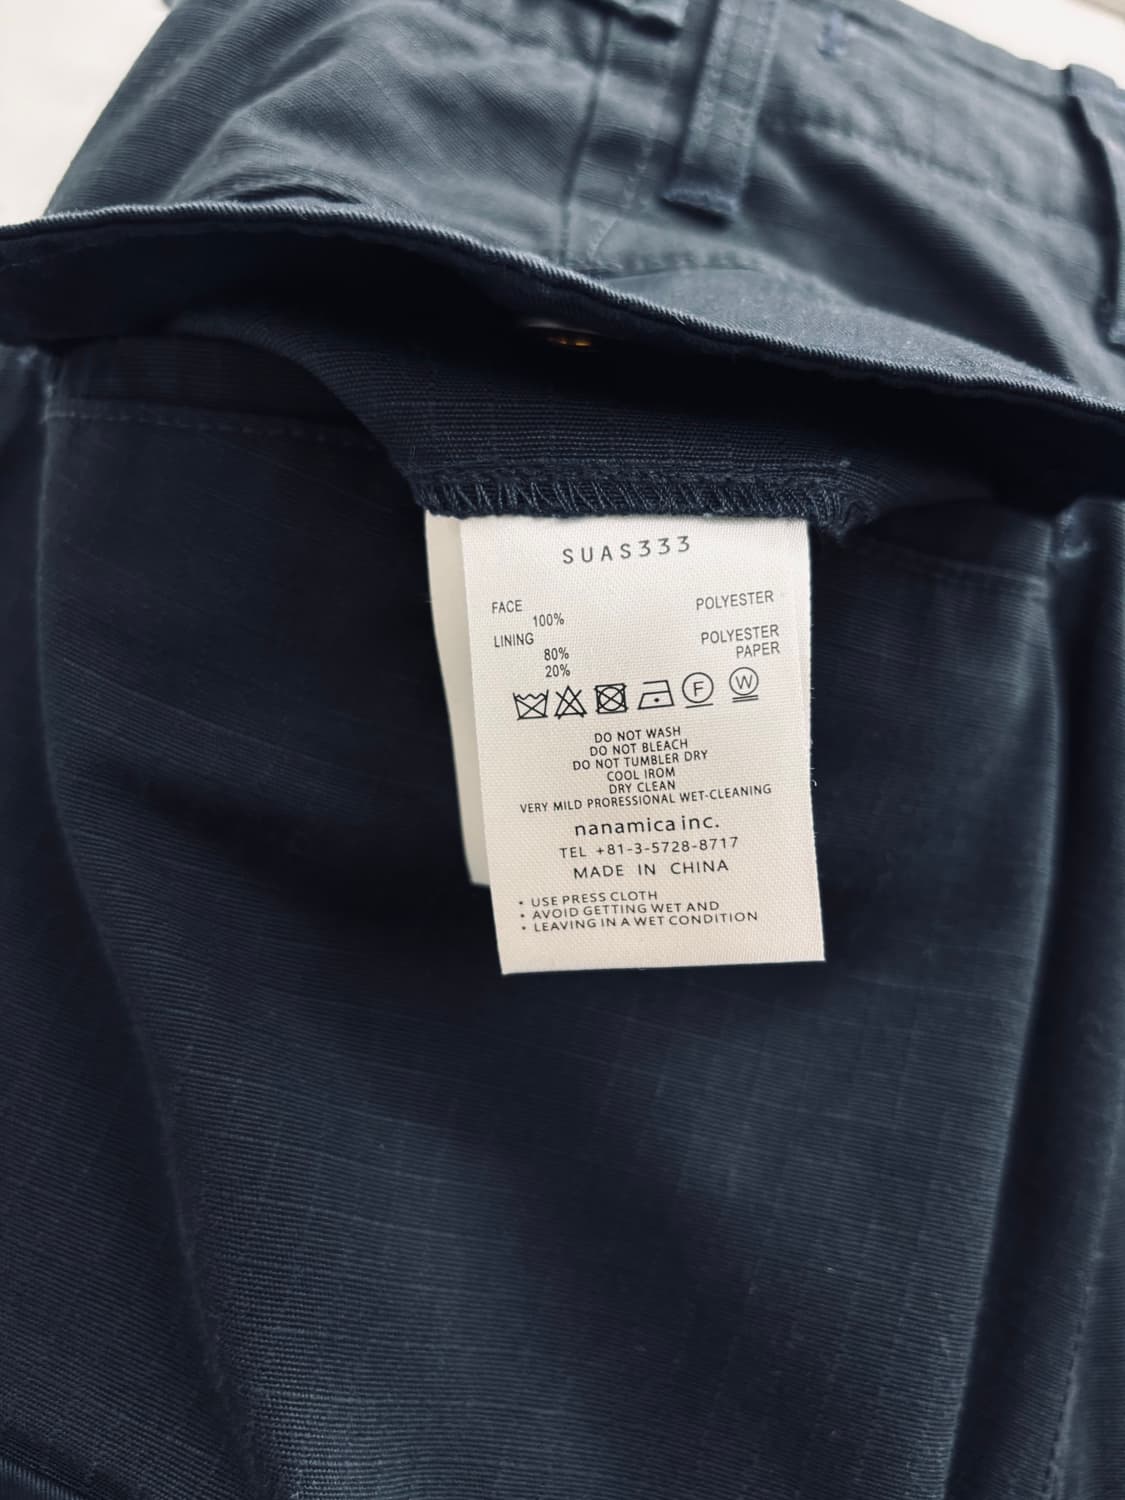 SUAS333
FACE POLYESTER
100%
LINING POLYESTER
80% PAPER
20%
F W
DO NOT WASH
DO NOT BLEACH
DO NOT TUMBLER DRY
COOL IROM
DRY CLEAN
VERY MILD PRORESSIONAL WET-CLEANING
nanamica inc.
TEL +81-3-5728-8717
MADE IN CHINA
• USE PRESS CLOTH
• AVOID GETTING WET AND
• LEAVING IN A WET CONDITION